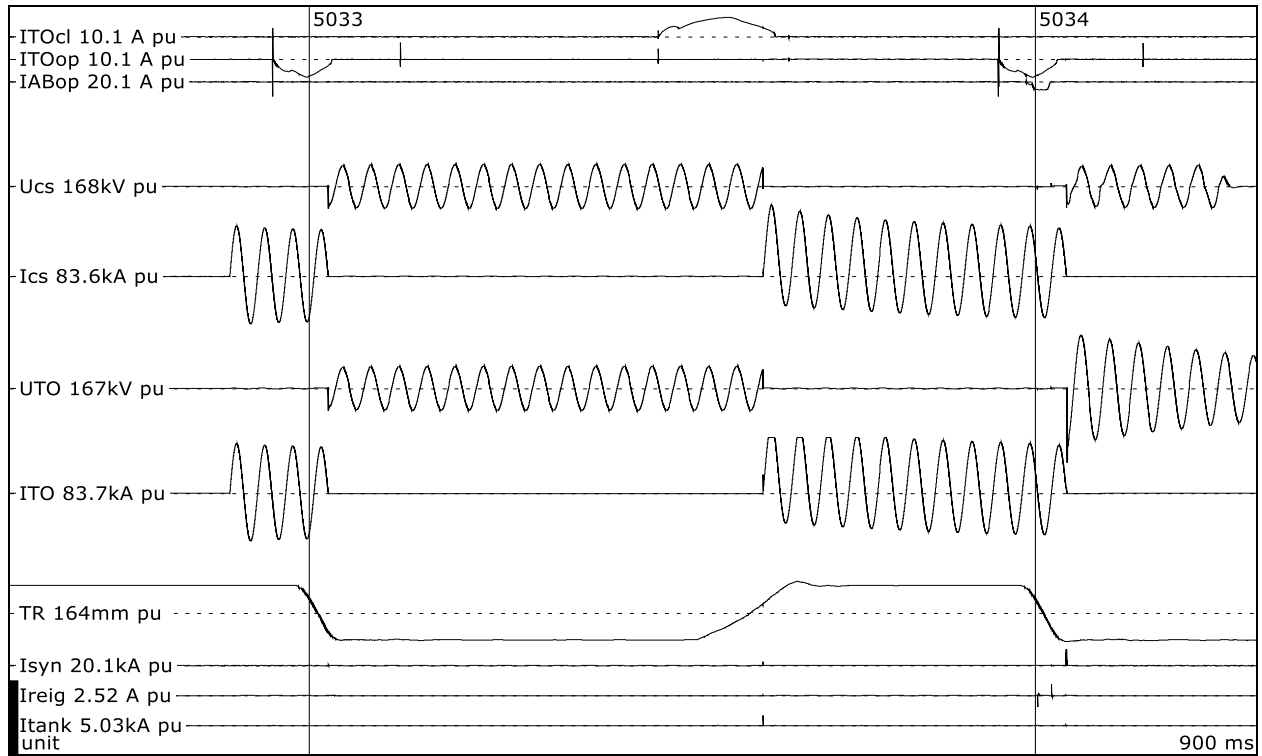 5033
5034
ITOcl 10.1 A pu
ITOop 10.1 A pu
IABop 20.1 A pu
Ucs 168kV pu
Ics 83.6kA pu
UTO 167kV pu
ITO 83.7kA pu
TR 164mm pu
Isyn 20.1kA pu
Ireig 2.52 A pu
Itank 5.03kA pu
unit
900 ms